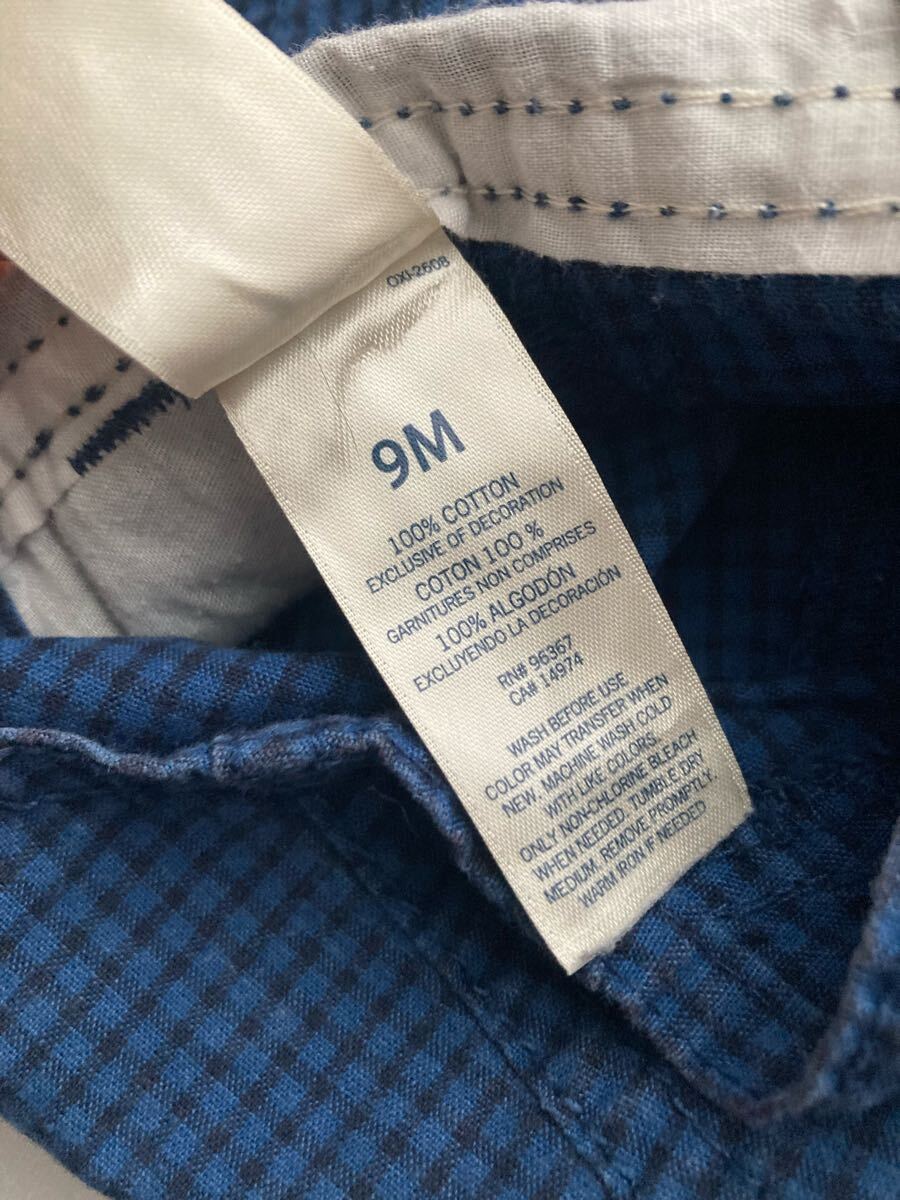 OXI-2608
9M
100% COTTON
EXCLUSIVE OF DECORATION
COTON 100 %
GARNITURES NON COMPRISES
100% ALGODÓN
EXCLUYENDO LA DECORACIÓN
RN# 96367
CA# 14974
WASH BEFORE USE
COLOR MAY TRANSFER WHEN
NEW. MACHINE WASH COLD
WITH LIKE COLORS.
ONLY NON-CHLORINE BLEACH
WHEN NEEDED. TUMBLE DRY
MEDIUM. REMOVE PROMPTLY.
WARM IRON IF NEEDED